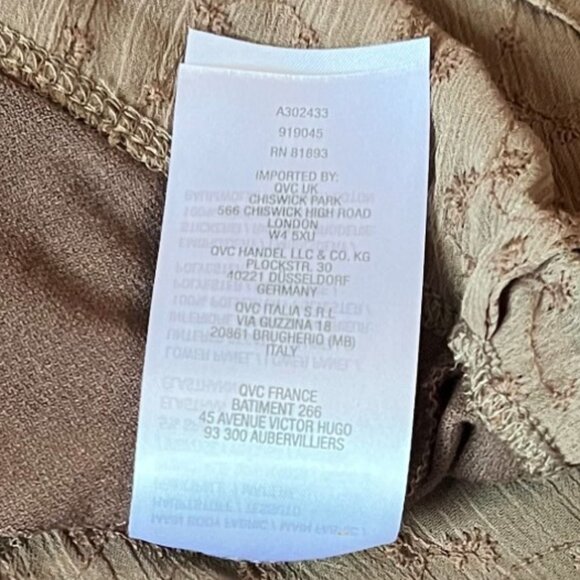 A302433
919045
RN 81893
IMPORTED BY:
QVC UK
CHISWICK PARK
566 CHISWICK HIGH ROAD
LONDON
W4 5XU
QVC HANDEL LLC & CO. KG
PLOCKSTR. 30
40221 DÜSSELDORF
GERMANY
QVC ITALIA S.R.L
VIA GUZZINA 18
20861 BRUGHERIO (MB)
ITALY
QVC FRANCE
BATIMENT 266
45 AVENUE VICTOR HUGO
93 300 AUBERVILLIERS